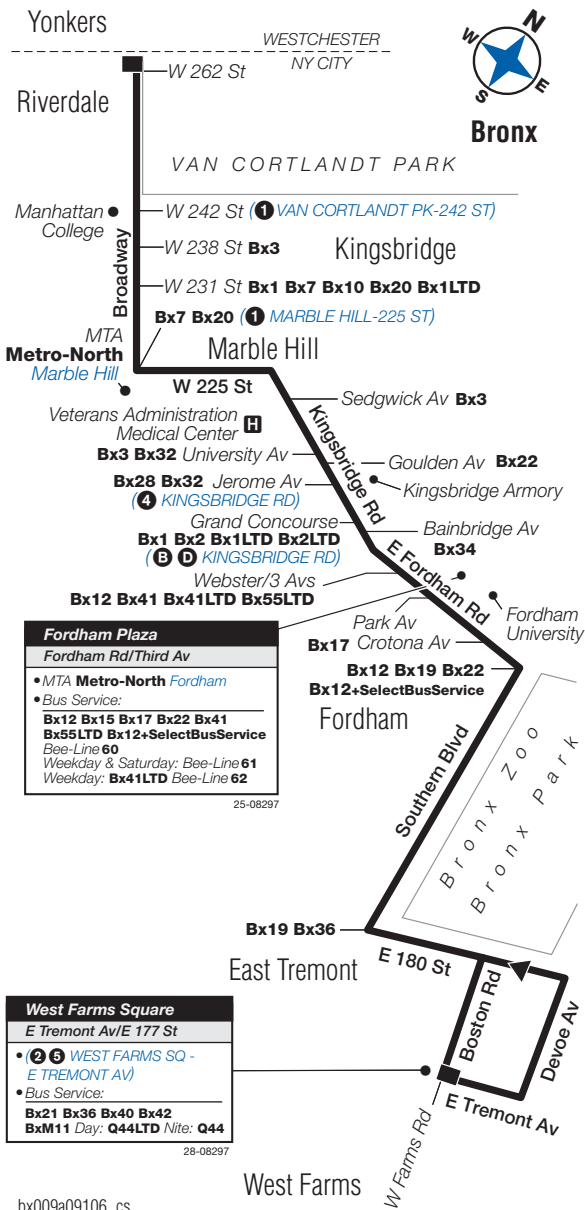 Yonkers
WESTCHESTER
NY CITY
N
W
S
E
Bronx
W 262 St
Riverdale
VAN CORTLANDT PARK
Manhattan
College
W 242 St (1 VAN CORTLANDT PK-242 ST)
W 238 St Bx3
Kingsbridge
Broadway
W 231 St Bx1 Bx7 Bx10 Bx20 Bx1LTD
Bx7 Bx20 (1 MARBLE HILL-225 ST)
MTA
Metro-North
Marble Hill
Marble Hill
W 225 St
Sedgwick Av Bx3
Veterans Administration
Medical Center H
Kingsbridge Rd
Bx3 Bx32 University Av
Goulden Av Bx22
Bx28 Bx32 Jerome Av
(4 KINGSBRIDGE RD)
Kingsbridge Armory
Grand Concourse
Bx1 Bx2 Bx1LTD Bx2LTD
(B D KINGSBRIDGE RD)
Bainbridge Av
Bx34
E Fordham Rd
Webster/3 Avs
Bx12 Bx41 Bx41LTD Bx55LTD
Fordham
University
Park Av
Bx17 Crotona Av
Fordham Plaza
Fordham Rd/Third Av
•MTA Metro-North Fordham
•Bus Service:
Bx12 Bx15 Bx17 Bx22 Bx41
Bx55LTD Bx12+SelectBusService
Bee-Line 60
Weekday & Saturday: Bee-Line 61
Weekday: Bx41LTD Bee-Line 62
25-08297
Bx12 Bx19 Bx22
Bx12+SelectBusService
Fordham
Southern Blvd
Bronx Zoo
Bronx Park
Bx19 Bx36
E 180 St
East Tremont
Boston Rd
Devoe Av
West Farms Square
E Tremont Av/E 177 St
•(2 5 WEST FARMS SQ -
E TREMONT AV)
•Bus Service:
Bx21 Bx36 Bx40 Bx42
BxM11 Day: Q44LTD Nite: Q44
28-08297
E Tremont Av
W Farms Rd
West Farms
bx009a09106_cs